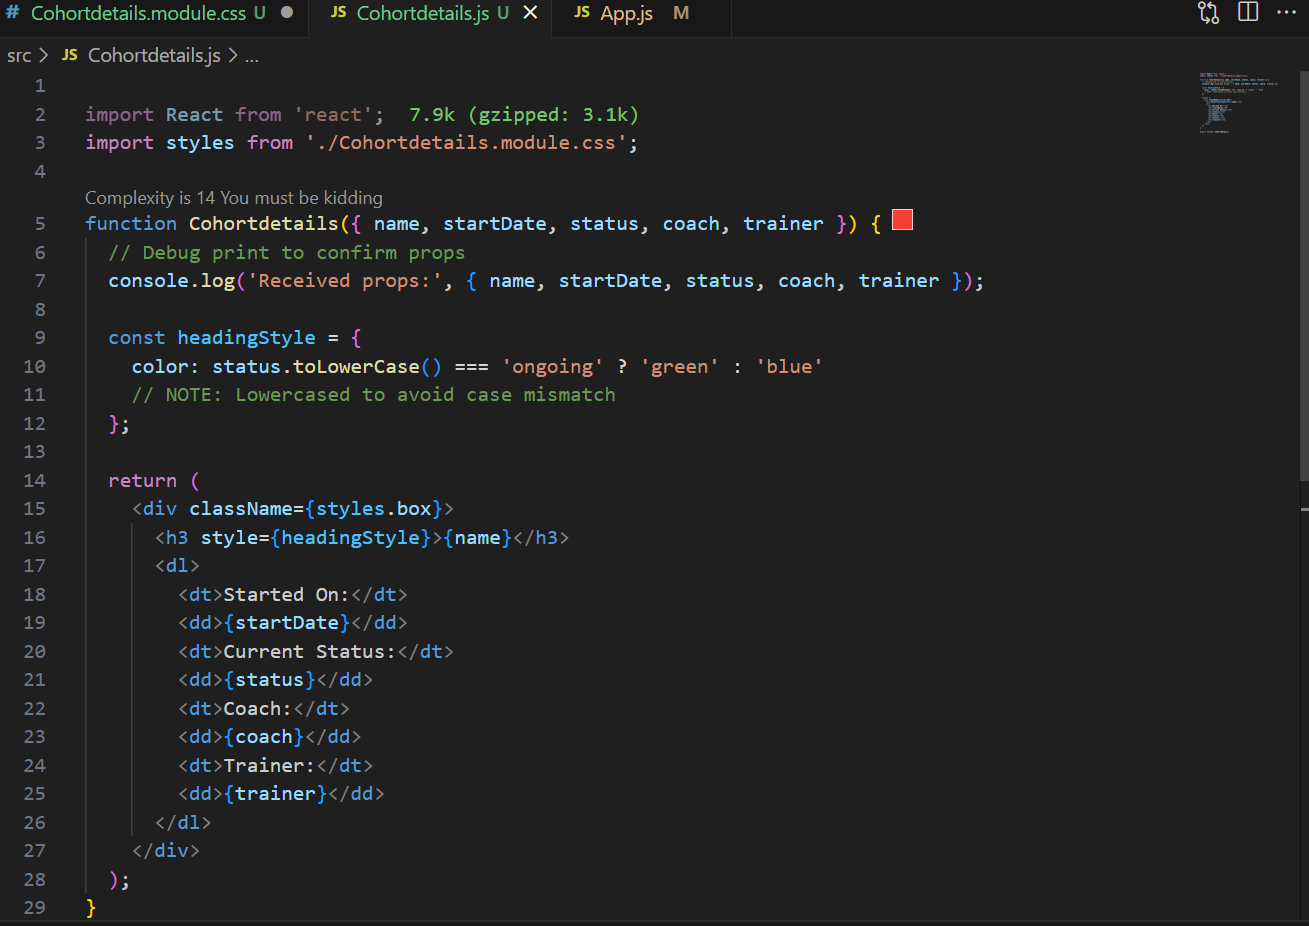 # Cohortdetails.module.css U ● JS Cohortdetails.js U × JS App.js M ···
src > JS Cohortdetails.js > ...
1
2 import React from 'react'; 7.9k (gzipped: 3.1k)
3 import styles from './Cohortdetails.module.css';
4
Complexity is 14 You must be kidding
5 function Cohortdetails({ name, startDate, status, coach, trainer }) {
6 // Debug print to confirm props
7 console.log('Received props:', { name, startDate, status, coach, trainer });
8
9 const headingStyle = {
10 color: status.toLowerCase() === 'ongoing' ? 'green' : 'blue'
11 // NOTE: Lowercased to avoid case mismatch
12 };
13
14 return (
15 <div className={styles.box}>
16 <h3 style={headingStyle}>{name}</h3>
17 <dl>
18 <dt>Started On:</dt>
19 <dd>{startDate}</dd>
20 <dt>Current Status:</dt>
21 <dd>{status}</dd>
22 <dt>Coach:</dt>
23 <dd>{coach}</dd>
24 <dt>Trainer:</dt>
25 <dd>{trainer}</dd>
26 </dl>
27 </div>
28 );
29 }